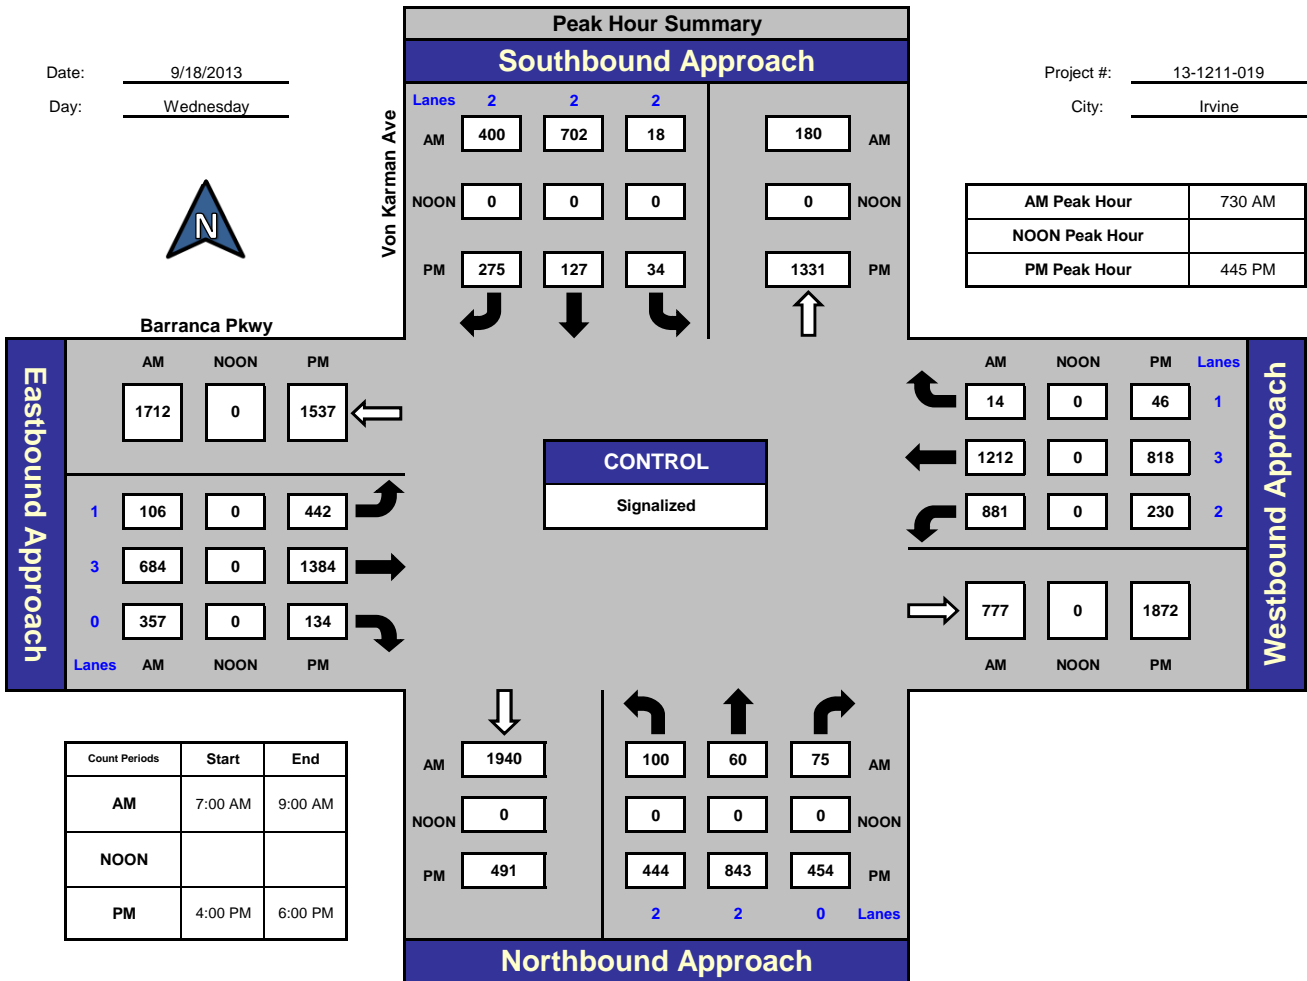 Peak Hour Summary
Southbound Approach
Date: 9/18/2013
Day: Wednesday
Project #: 13-1211-019
City: Irvine
Von Karman Ave
Lanes 2 2 2
AM 400 702 18 180 AM
NOON 0 0 0 0 NOON
PM 275 127 34 1331 PM
N
AM Peak Hour 730 AM
NOON Peak Hour
PM Peak Hour 445 PM
Barranca Pkwy
Eastbound Approach
AM NOON PM
1712 0 1537
1 106 0 442
3 684 0 1384
0 357 0 134
Lanes AM NOON PM
CONTROL
Signalized
AM NOON PM Lanes
14 0 46 1
1212 0 818 3
881 0 230 2
777 0 1872
AM NOON PM
Westbound Approach
Count Periods Start End
AM 7:00 AM 9:00 AM
NOON
PM 4:00 PM 6:00 PM
AM 1940 100 60 75 AM
NOON 0 0 0 0 NOON
PM 491 444 843 454 PM
2 2 0 Lanes
Northbound Approach